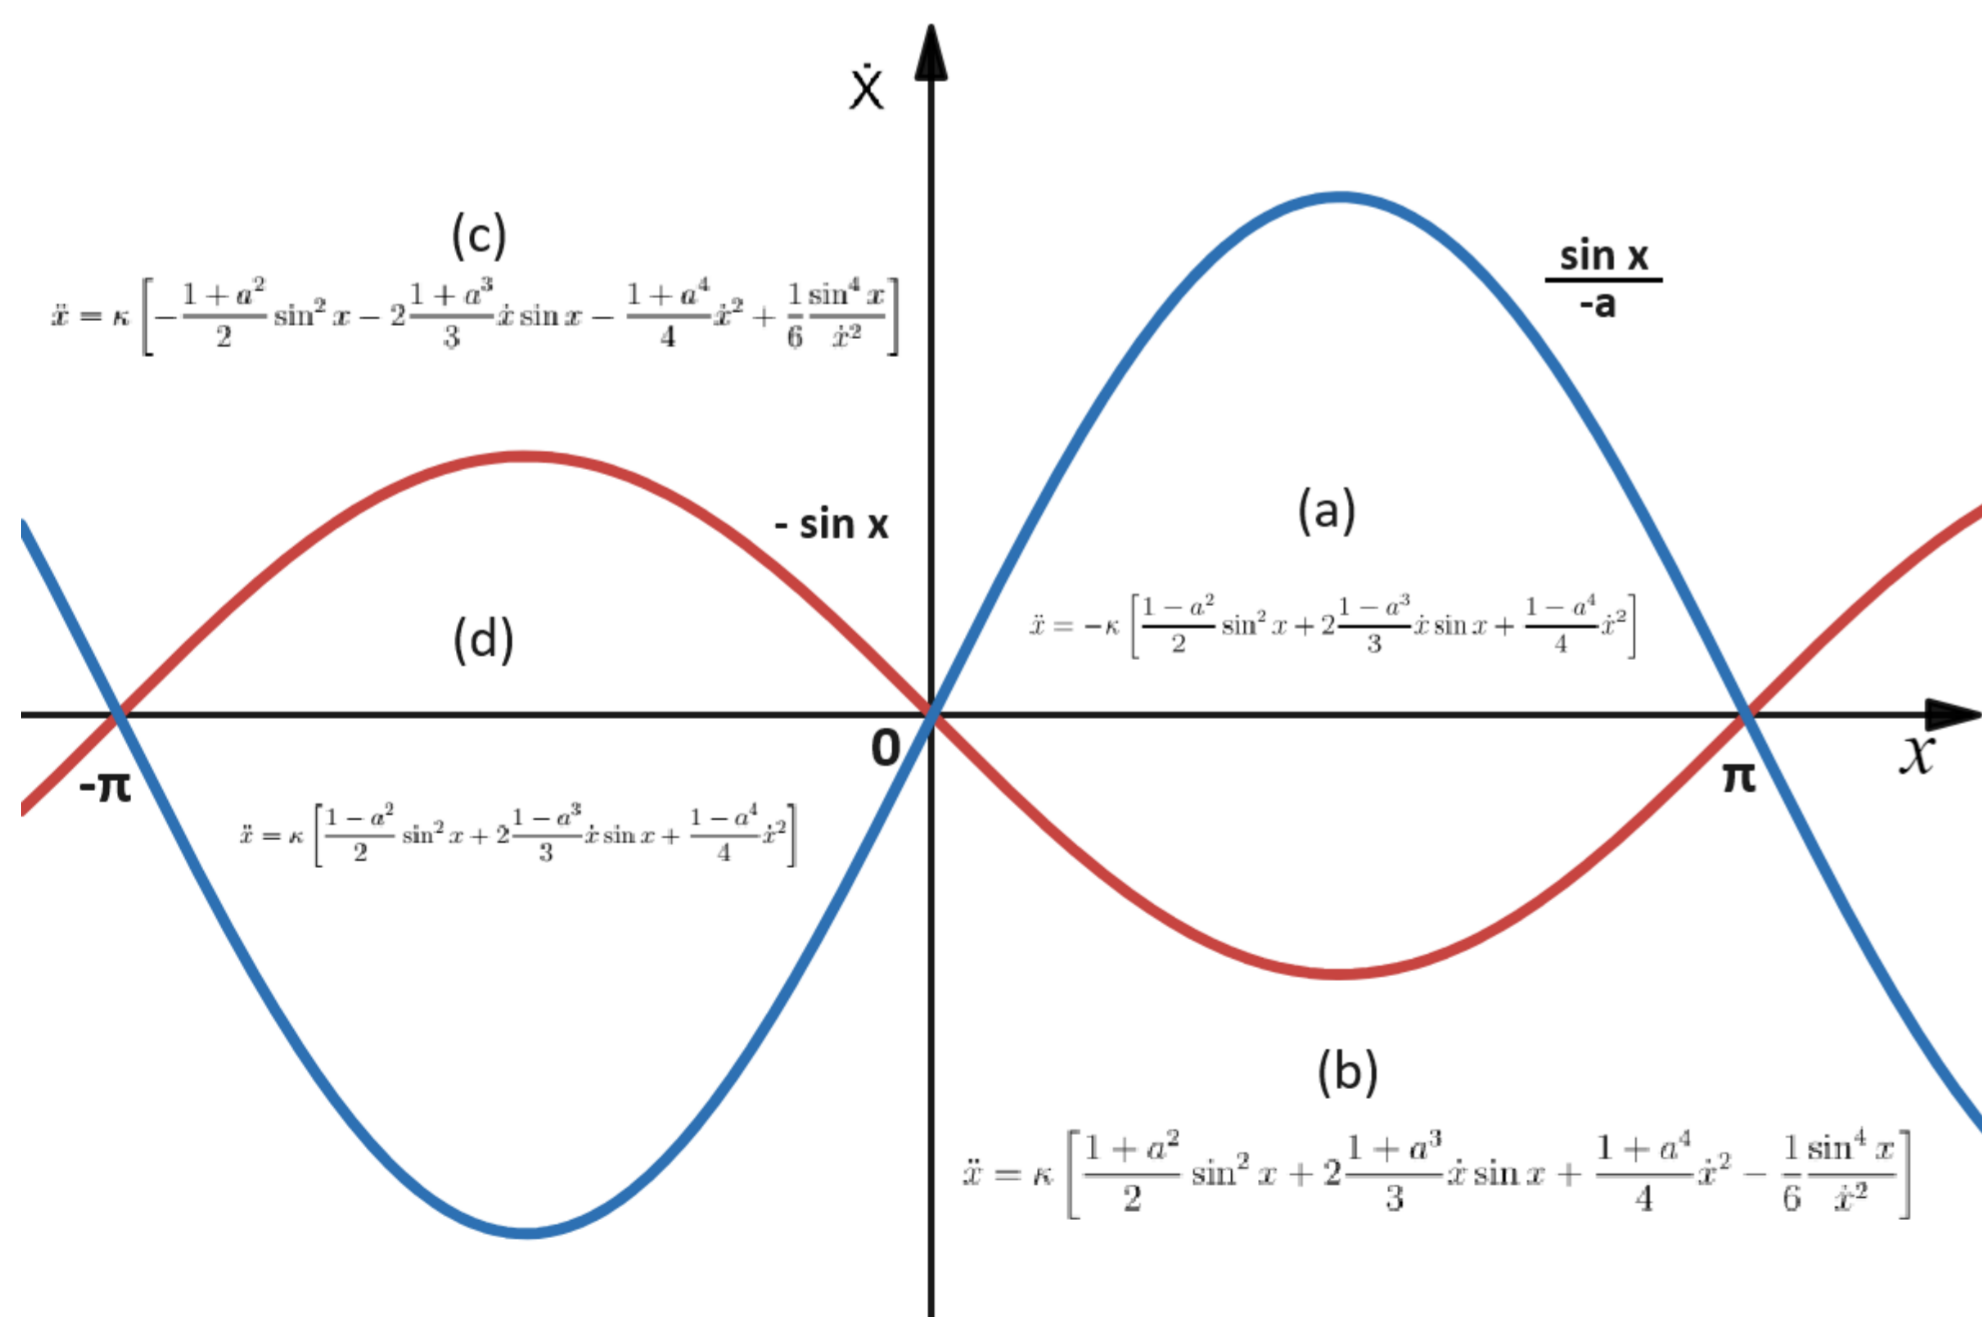 Ẋ
(c)
ẍ = κ [ − (1 + a²)/2 sin² x − 2 (1 + a³)/3 ẋ sin x − (1 + a⁴)/4 ẋ² + 1/6 sin⁴ x/ẋ² ]
sin x
-a
- sin x
(a)
ẍ = −κ [ (1 − a²)/2 sin² x + 2 (1 − a³)/3 ẋ sin x + (1 − a⁴)/4 ẋ² ]
(d)
-π
0
π
x
ẍ = κ [ (1 − a²)/2 sin² x + 2 (1 − a³)/3 ẋ sin x + (1 − a⁴)/4 ẋ² ]
(b)
ẍ = κ [ (1 + a²)/2 sin² x + 2 (1 + a³)/3 ẋ sin x + (1 + a⁴)/4 ẋ² − 1/6 sin⁴ x/ẋ² ]